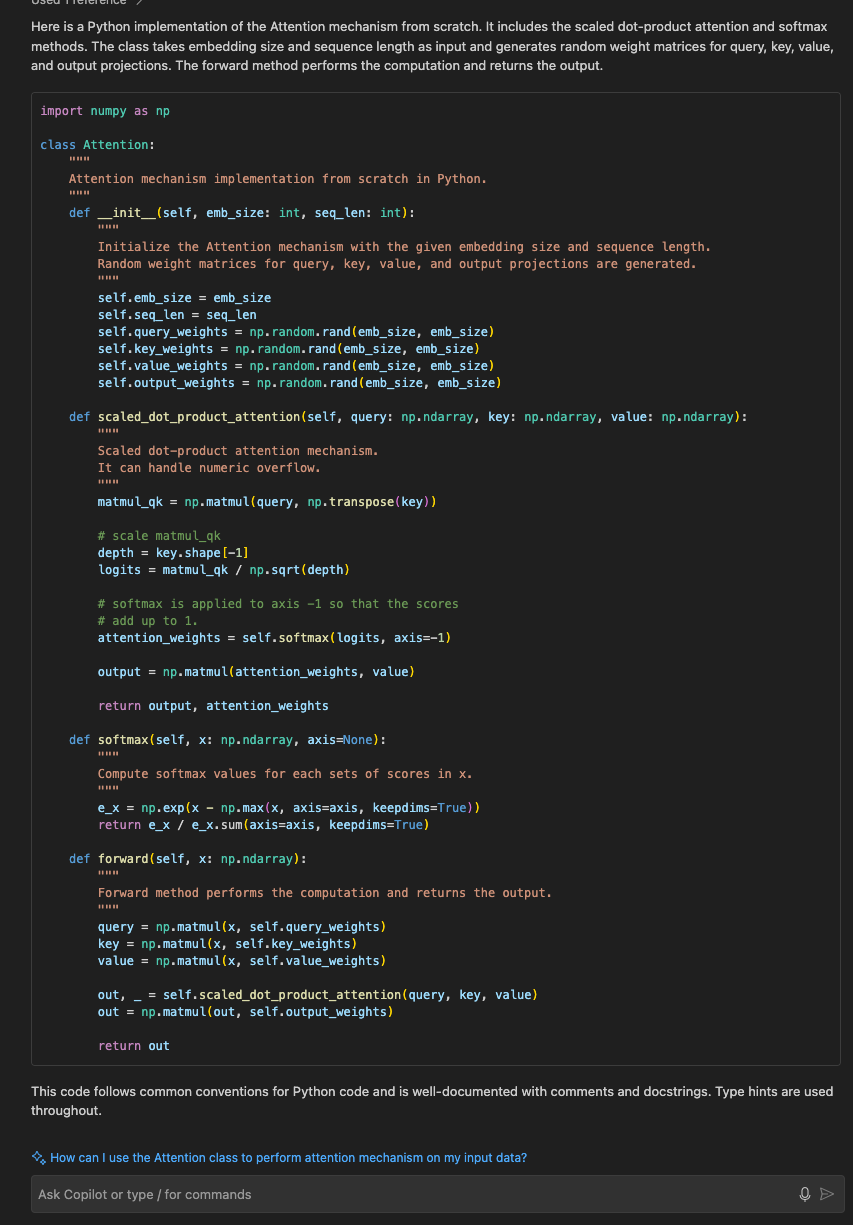 Used 1 reference
Here is a Python implementation of the Attention mechanism from scratch. It includes the scaled dot-product attention and softmax
methods. The class takes embedding size and sequence length as input and generates random weight matrices for query, key, value,
and output projections. The forward method performs the computation and returns the output.
import numpy as np
class Attention:
    """
    Attention mechanism implementation from scratch in Python.
    """
    def __init__(self, emb_size: int, seq_len: int):
        """
        Initialize the Attention mechanism with the given embedding size and sequence length.
        Random weight matrices for query, key, value, and output projections are generated.
        """
        self.emb_size = emb_size
        self.seq_len = seq_len
        self.query_weights = np.random.rand(emb_size, emb_size)
        self.key_weights = np.random.rand(emb_size, emb_size)
        self.value_weights = np.random.rand(emb_size, emb_size)
        self.output_weights = np.random.rand(emb_size, emb_size)
    def scaled_dot_product_attention(self, query: np.ndarray, key: np.ndarray, value: np.ndarray):
        """
        Scaled dot-product attention mechanism.
        It can handle numeric overflow.
        """
        matmul_qk = np.matmul(query, np.transpose(key))
        # scale matmul_qk
        depth = key.shape[-1]
        logits = matmul_qk / np.sqrt(depth)
        # softmax is applied to axis -1 so that the scores
        # add up to 1.
        attention_weights = self.softmax(logits, axis=-1)
        output = np.matmul(attention_weights, value)
        return output, attention_weights
    def softmax(self, x: np.ndarray, axis=None):
        """
        Compute softmax values for each sets of scores in x.
        """
        e_x = np.exp(x - np.max(x, axis=axis, keepdims=True))
        return e_x / e_x.sum(axis=axis, keepdims=True)
    def forward(self, x: np.ndarray):
        """
        Forward method performs the computation and returns the output.
        """
        query = np.matmul(x, self.query_weights)
        key = np.matmul(x, self.key_weights)
        value = np.matmul(x, self.value_weights)
        out, _ = self.scaled_dot_product_attention(query, key, value)
        out = np.matmul(out, self.output_weights)
        return out
This code follows common conventions for Python code and is well-documented with comments and docstrings. Type hints are used
throughout.
How can I use the Attention class to perform attention mechanism on my input data?
Ask Copilot or type / for commands